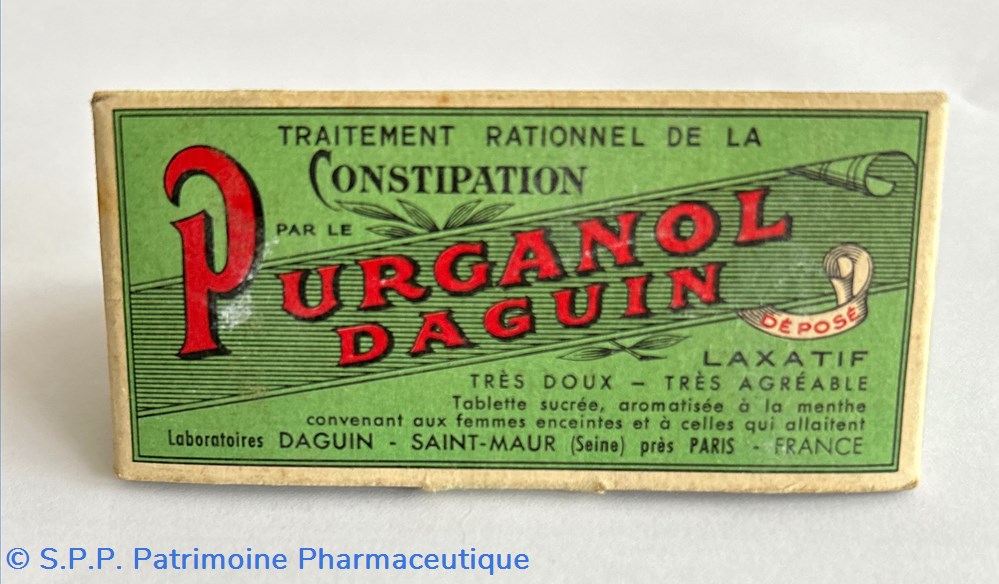 TRAITEMENT RATIONNEL DE LA
CONSTIPATION
PAR LE
PURGANOL
DAGUIN
DÉPOSÉ
LAXATIF
TRÈS DOUX – TRÈS AGRÉABLE
Tablette sucrée, aromatisée à la menthe
convenant aux femmes enceintes et à celles qui allaitent
Laboratoires DAGUIN - SAINT-MAUR (Seine) près PARIS - FRANCE
© S.P.P. Patrimoine Pharmaceutique